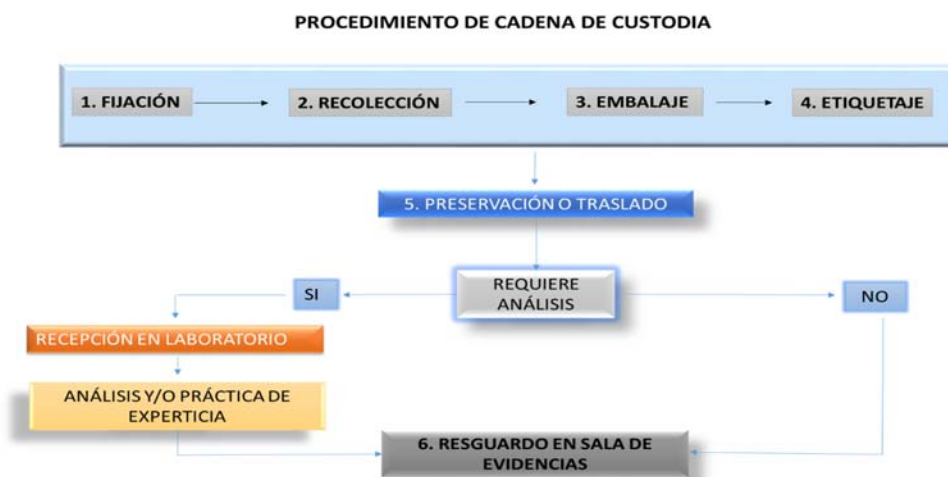 PROCEDIMIENTO DE CADENA DE CUSTODIA
1. FIJACIÓN
2. RECOLECCIÓN
3. EMBALAJE
4. ETIQUETAJE
5. PRESERVACIÓN O TRASLADO
REQUIERE
ANÁLISIS
SI
NO
RECEPCIÓN EN LABORATORIO
ANÁLISIS Y/O PRÁCTICA DE
EXPERTICIA
6. RESGUARDO EN SALA DE
EVIDENCIAS